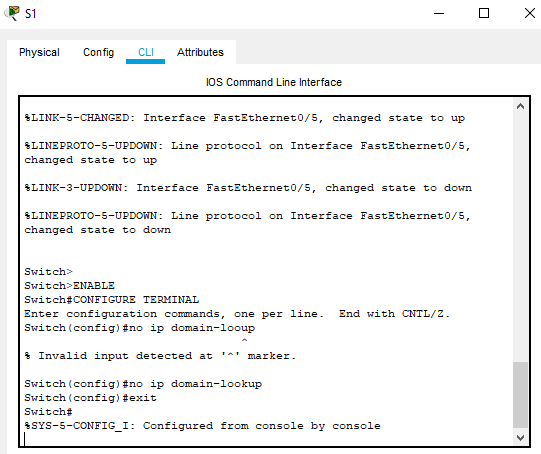 S1
Physical Config CLI Attributes
IOS Command Line Interface
%LINK-5-CHANGED: Interface FastEthernet0/5, changed state to up
%LINEPROTO-5-UPDOWN: Line protocol on Interface FastEthernet0/5,
changed state to up
%LINK-3-UPDOWN: Interface FastEthernet0/5, changed state to down
%LINEPROTO-5-UPDOWN: Line protocol on Interface FastEthernet0/5,
changed state to down
Switch>
Switch>ENABLE
Switch#CONFIGURE TERMINAL
Enter configuration commands, one per line.  End with CNTL/Z.
Switch(config)#no ip domain-looup
^
% Invalid input detected at '^' marker.
Switch(config)#no ip domain-lookup
Switch(config)#exit
Switch#
%SYS-5-CONFIG_I: Configured from console by console